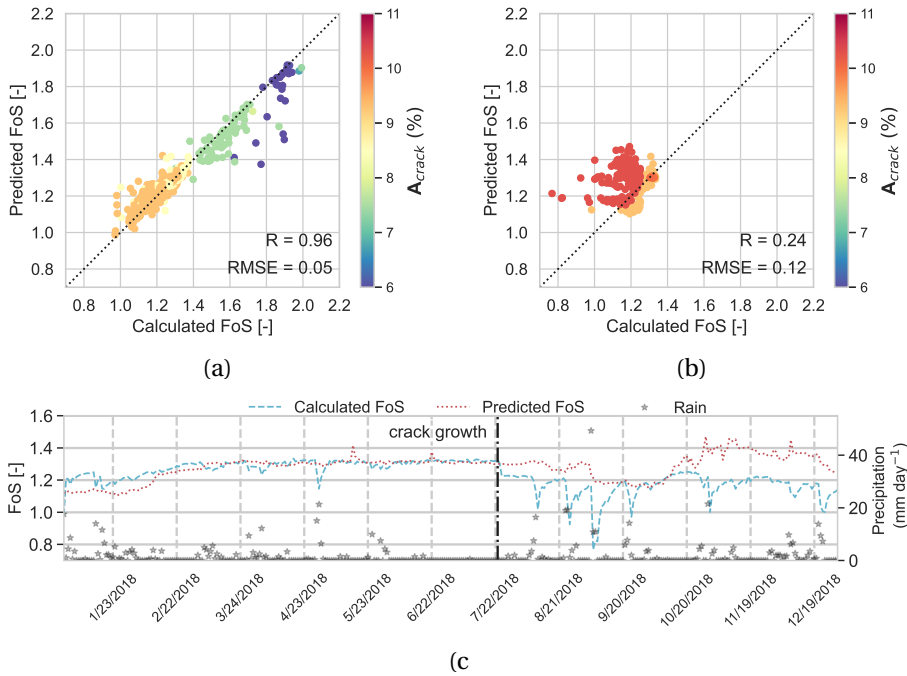 2.2
2.0
1.8
1.6
1.4
1.2
1.0
0.8
Predicted FoS [-]
0.8 1.0 1.2 1.4 1.6 1.8 2.0 2.2
Calculated FoS [-]
R = 0.96
RMSE = 0.05
11
10
9
8
7
6
A_crack (%)
(a)
2.2
2.0
1.8
1.6
1.4
1.2
1.0
0.8
Predicted FoS [-]
0.8 1.0 1.2 1.4 1.6 1.8 2.0 2.2
Calculated FoS [-]
R = 0.24
RMSE = 0.12
11
10
9
8
7
6
A_crack (%)
(b)
Calculated FoS Predicted FoS Rain
crack growth
1.6
1.4
1.2
1.0
0.8
FoS [-]
40
20
0
Precipitation
(mm day⁻¹)
1/23/2018 2/22/2018 3/24/2018 4/23/2018 5/23/2018 6/22/2018 7/22/2018 8/21/2018 9/20/2018 10/20/2018 11/19/2018 12/19/2018
(c